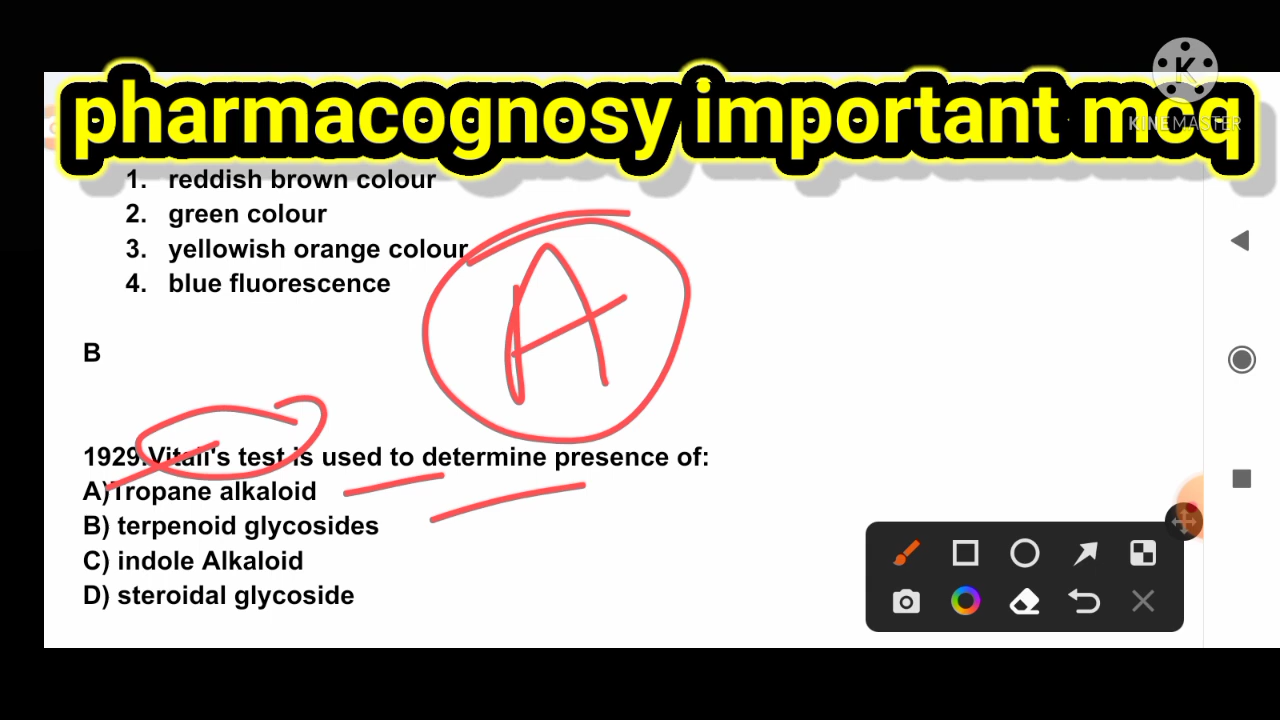 pharmacognosy important mcq
KINEMASTER
1. reddish brown colour
2. green colour
3. yellowish orange colour
4. blue fluorescence
A
B
1929.Vitali's test is used to determine presence of:
A)Tropane alkaloid
B) terpenoid glycosides
C) indole Alkaloid
D) steroidal glycoside